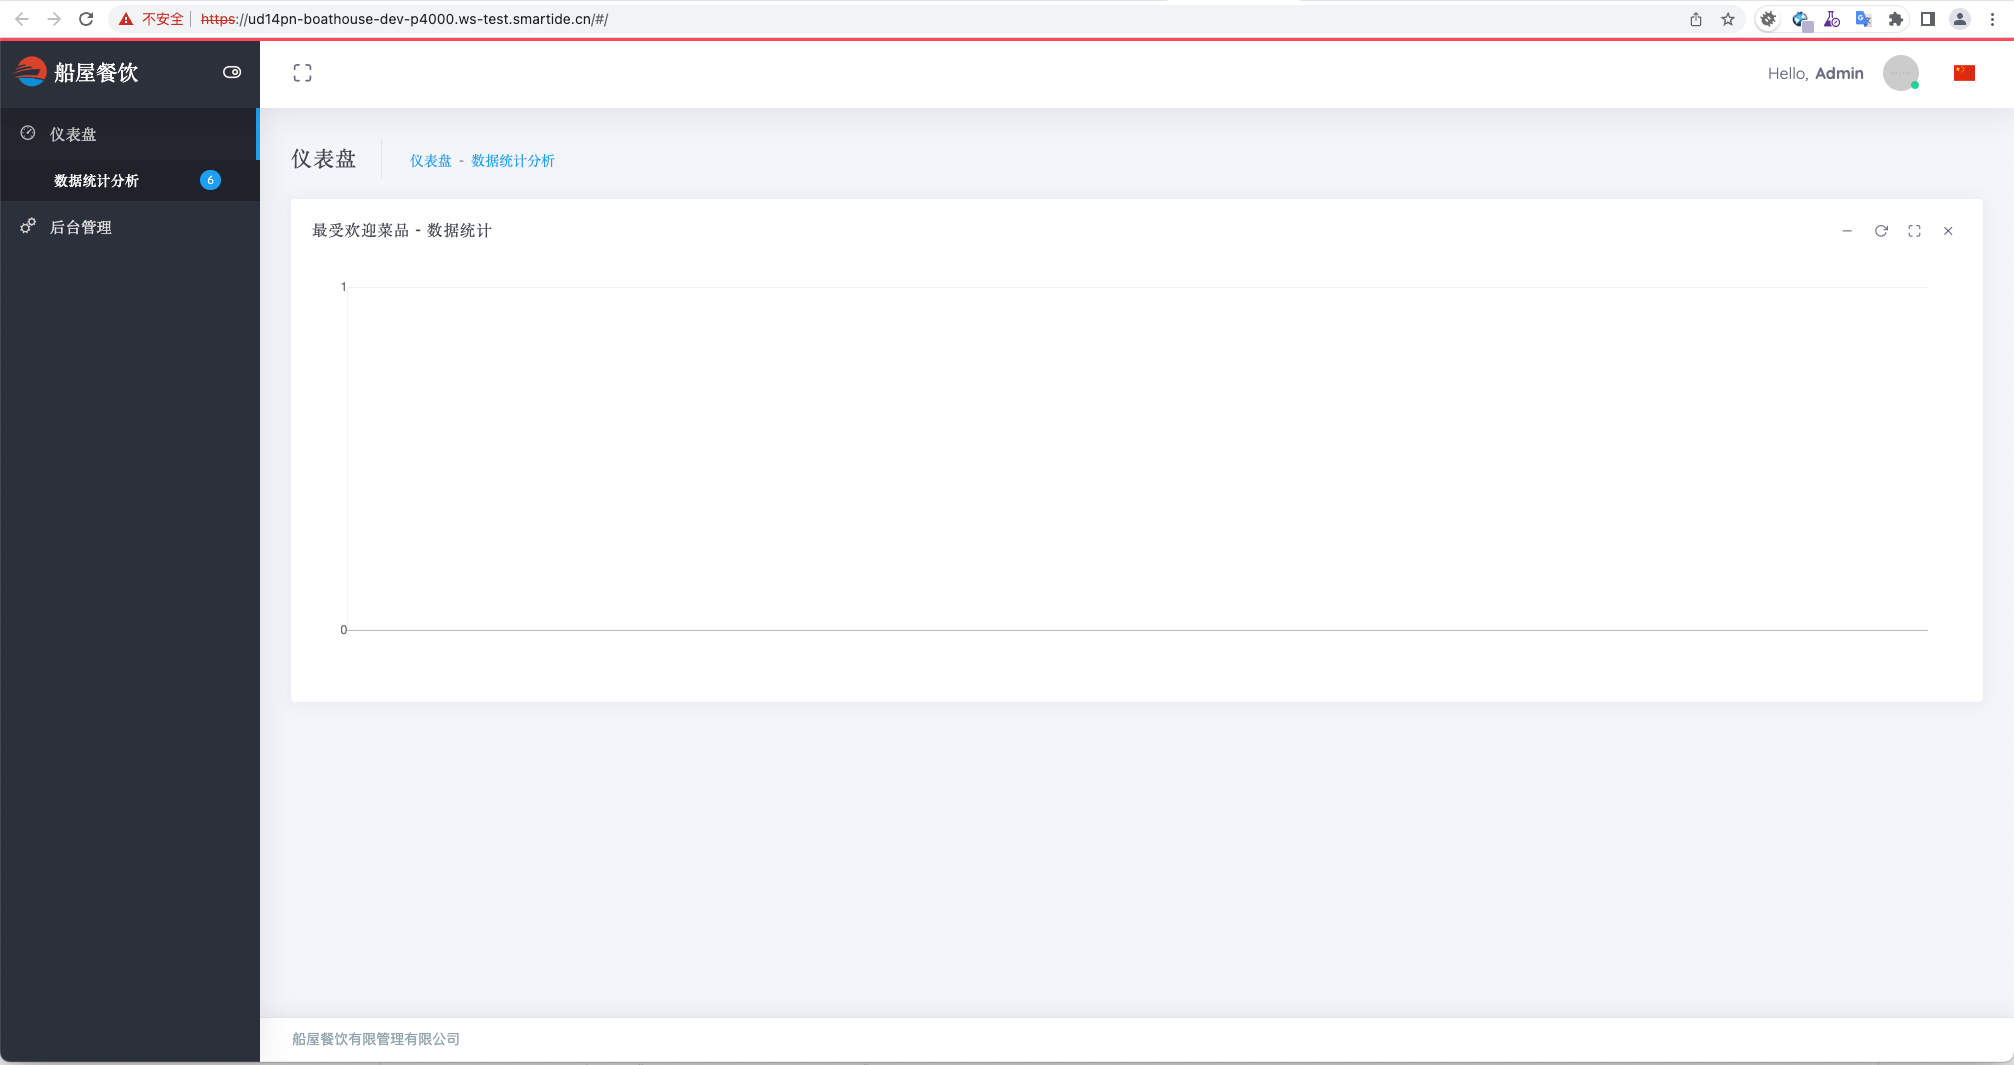 不安全 https://ud14pn-boathouse-dev-p4000.ws-test.smartide.cn/#/
船屋餐饮
Hello, Admin
仪表盘
数据统计分析 6
后台管理
仪表盘
仪表盘 - 数据统计分析
最受欢迎菜品 - 数据统计
1
0
船屋餐饮有限管理有限公司